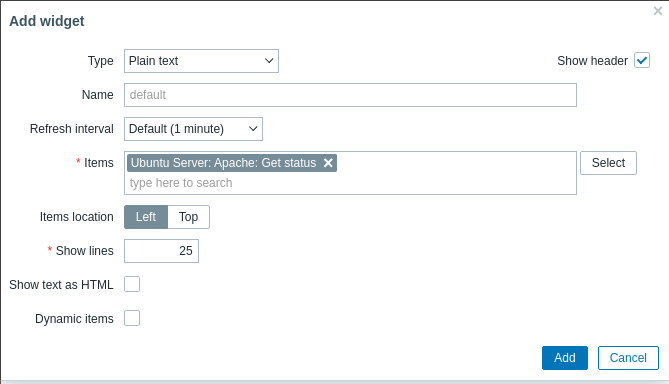 Add widget
Type Plain text Show header
Name default
Refresh interval Default (1 minute)
* Items Ubuntu Server: Apache: Get status Select
type here to search
Items location Left Top
* Show lines 25
Show text as HTML
Dynamic items
Add Cancel